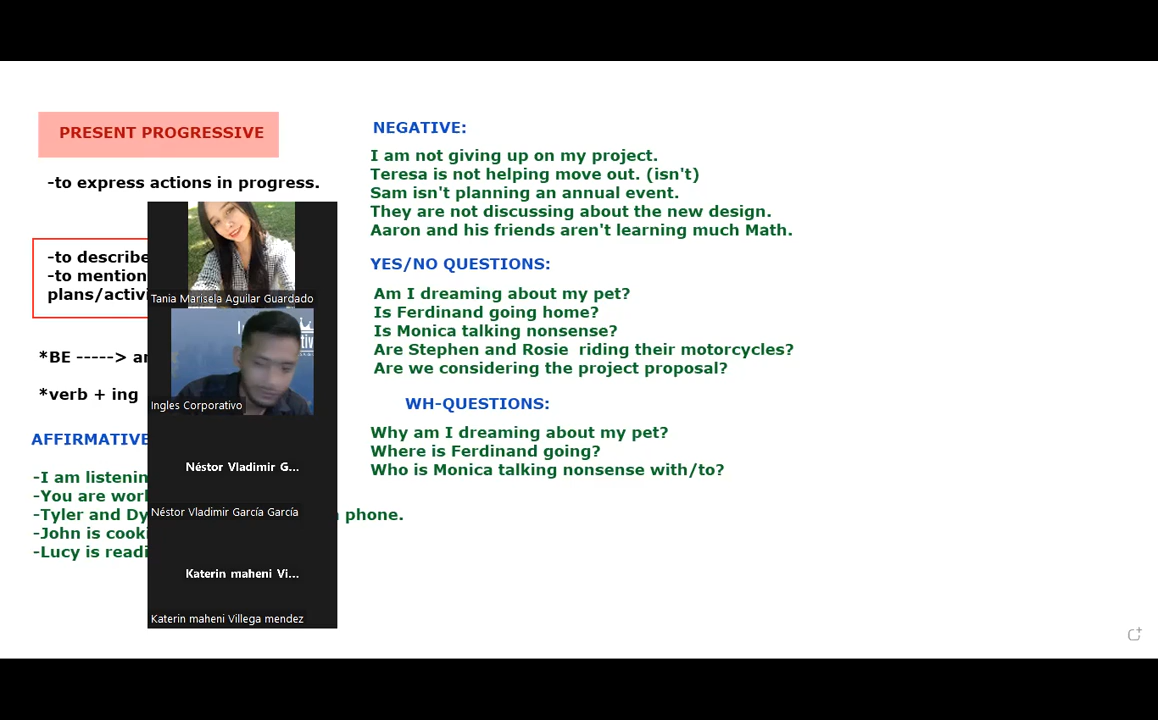 PRESENT PROGRESSIVE
-to express actions in progress.
-to describe
-to mention
plans/activi
*BE -----> ar
*verb + ing
AFFIRMATIVE
-I am listenin
-You are work
-Tyler and Dy
phone.
-John is cooki
-Lucy is readi
Tania Marisela Aguilar Guardado
Ingles Corporativo
Néstor Vladimir G...
Néstor Vladimir García García
Katerin maheni Vi...
Katerin maheni Villega mendez
NEGATIVE:
I am not giving up on my project.
Teresa is not helping move out. (isn't)
Sam isn't planning an annual event.
They are not discussing about the new design.
Aaron and his friends aren't learning much Math.
YES/NO QUESTIONS:
Am I dreaming about my pet?
Is Ferdinand going home?
Is Monica talking nonsense?
Are Stephen and Rosie riding their motorcycles?
Are we considering the project proposal?
WH-QUESTIONS:
Why am I dreaming about my pet?
Where is Ferdinand going?
Who is Monica talking nonsense with/to?